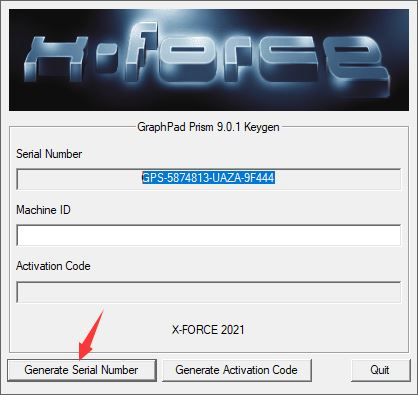 x-force
GraphPad Prism 9.0.1 Keygen
Serial Number
GPS-5874813-UAZA-9F444
Machine ID
Activation Code
X-FORCE 2021
Generate Serial Number Generate Activation Code Quit